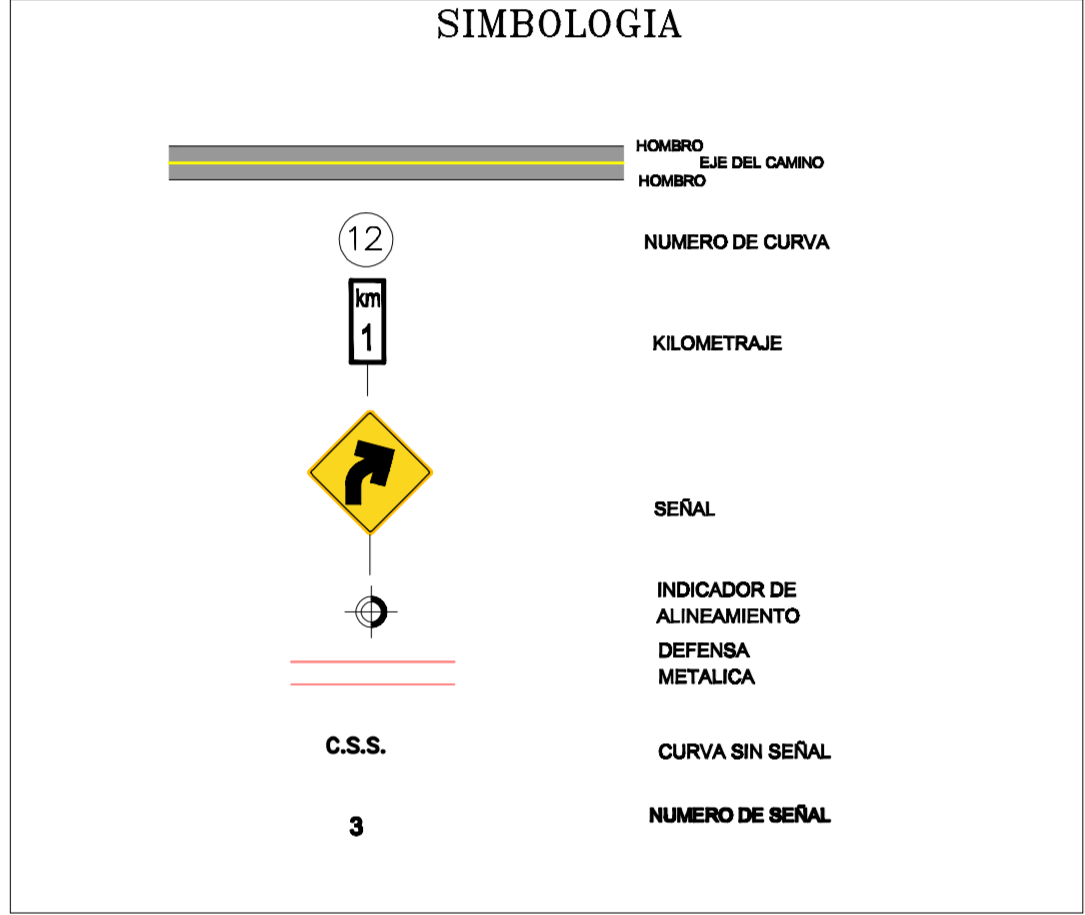 SIMBOLOGIA
HOMBRO
EJE DEL CAMINO
HOMBRO
12
NUMERO DE CURVA
km
1
KILOMETRAJE
SEÑAL
INDICADOR DE
ALINEAMIENTO
DEFENSA
METALICA
C.S.S.
CURVA SIN SEÑAL
3
NUMERO DE SEÑAL